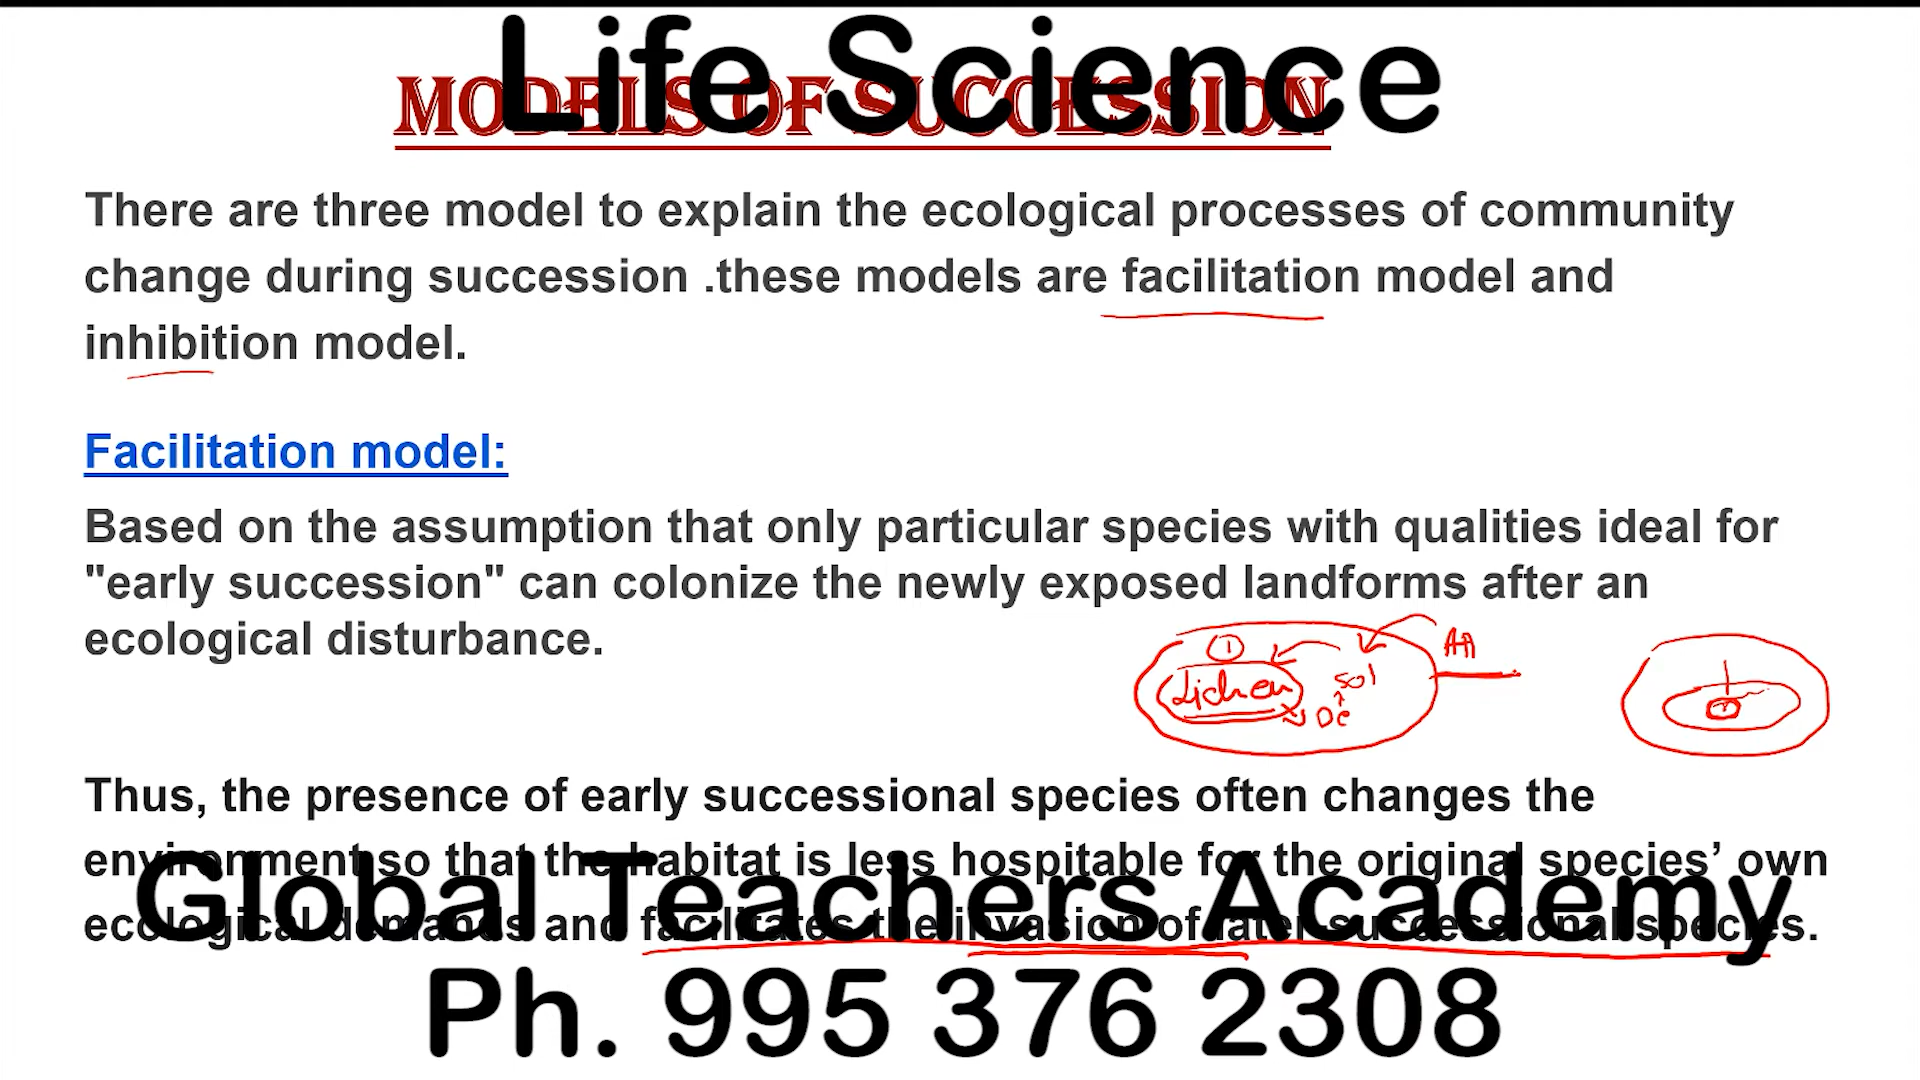 Life Science
MODELS OF SUCCESSION
There are three model to explain the ecological processes of community
change during succession .these models are facilitation model and
inhibition model.
Facilitation model:
Based on the assumption that only particular species with qualities ideal for
"early succession" can colonize the newly exposed landforms after an
ecological disturbance.
①
Lichen
Thus, the presence of early successional species often changes the
environment so that the habitat is less hospitable for the original species’ own
ecological demands and facilitates the invasion of later successional species.
Global Teachers Academy
Ph. 995 376 2308